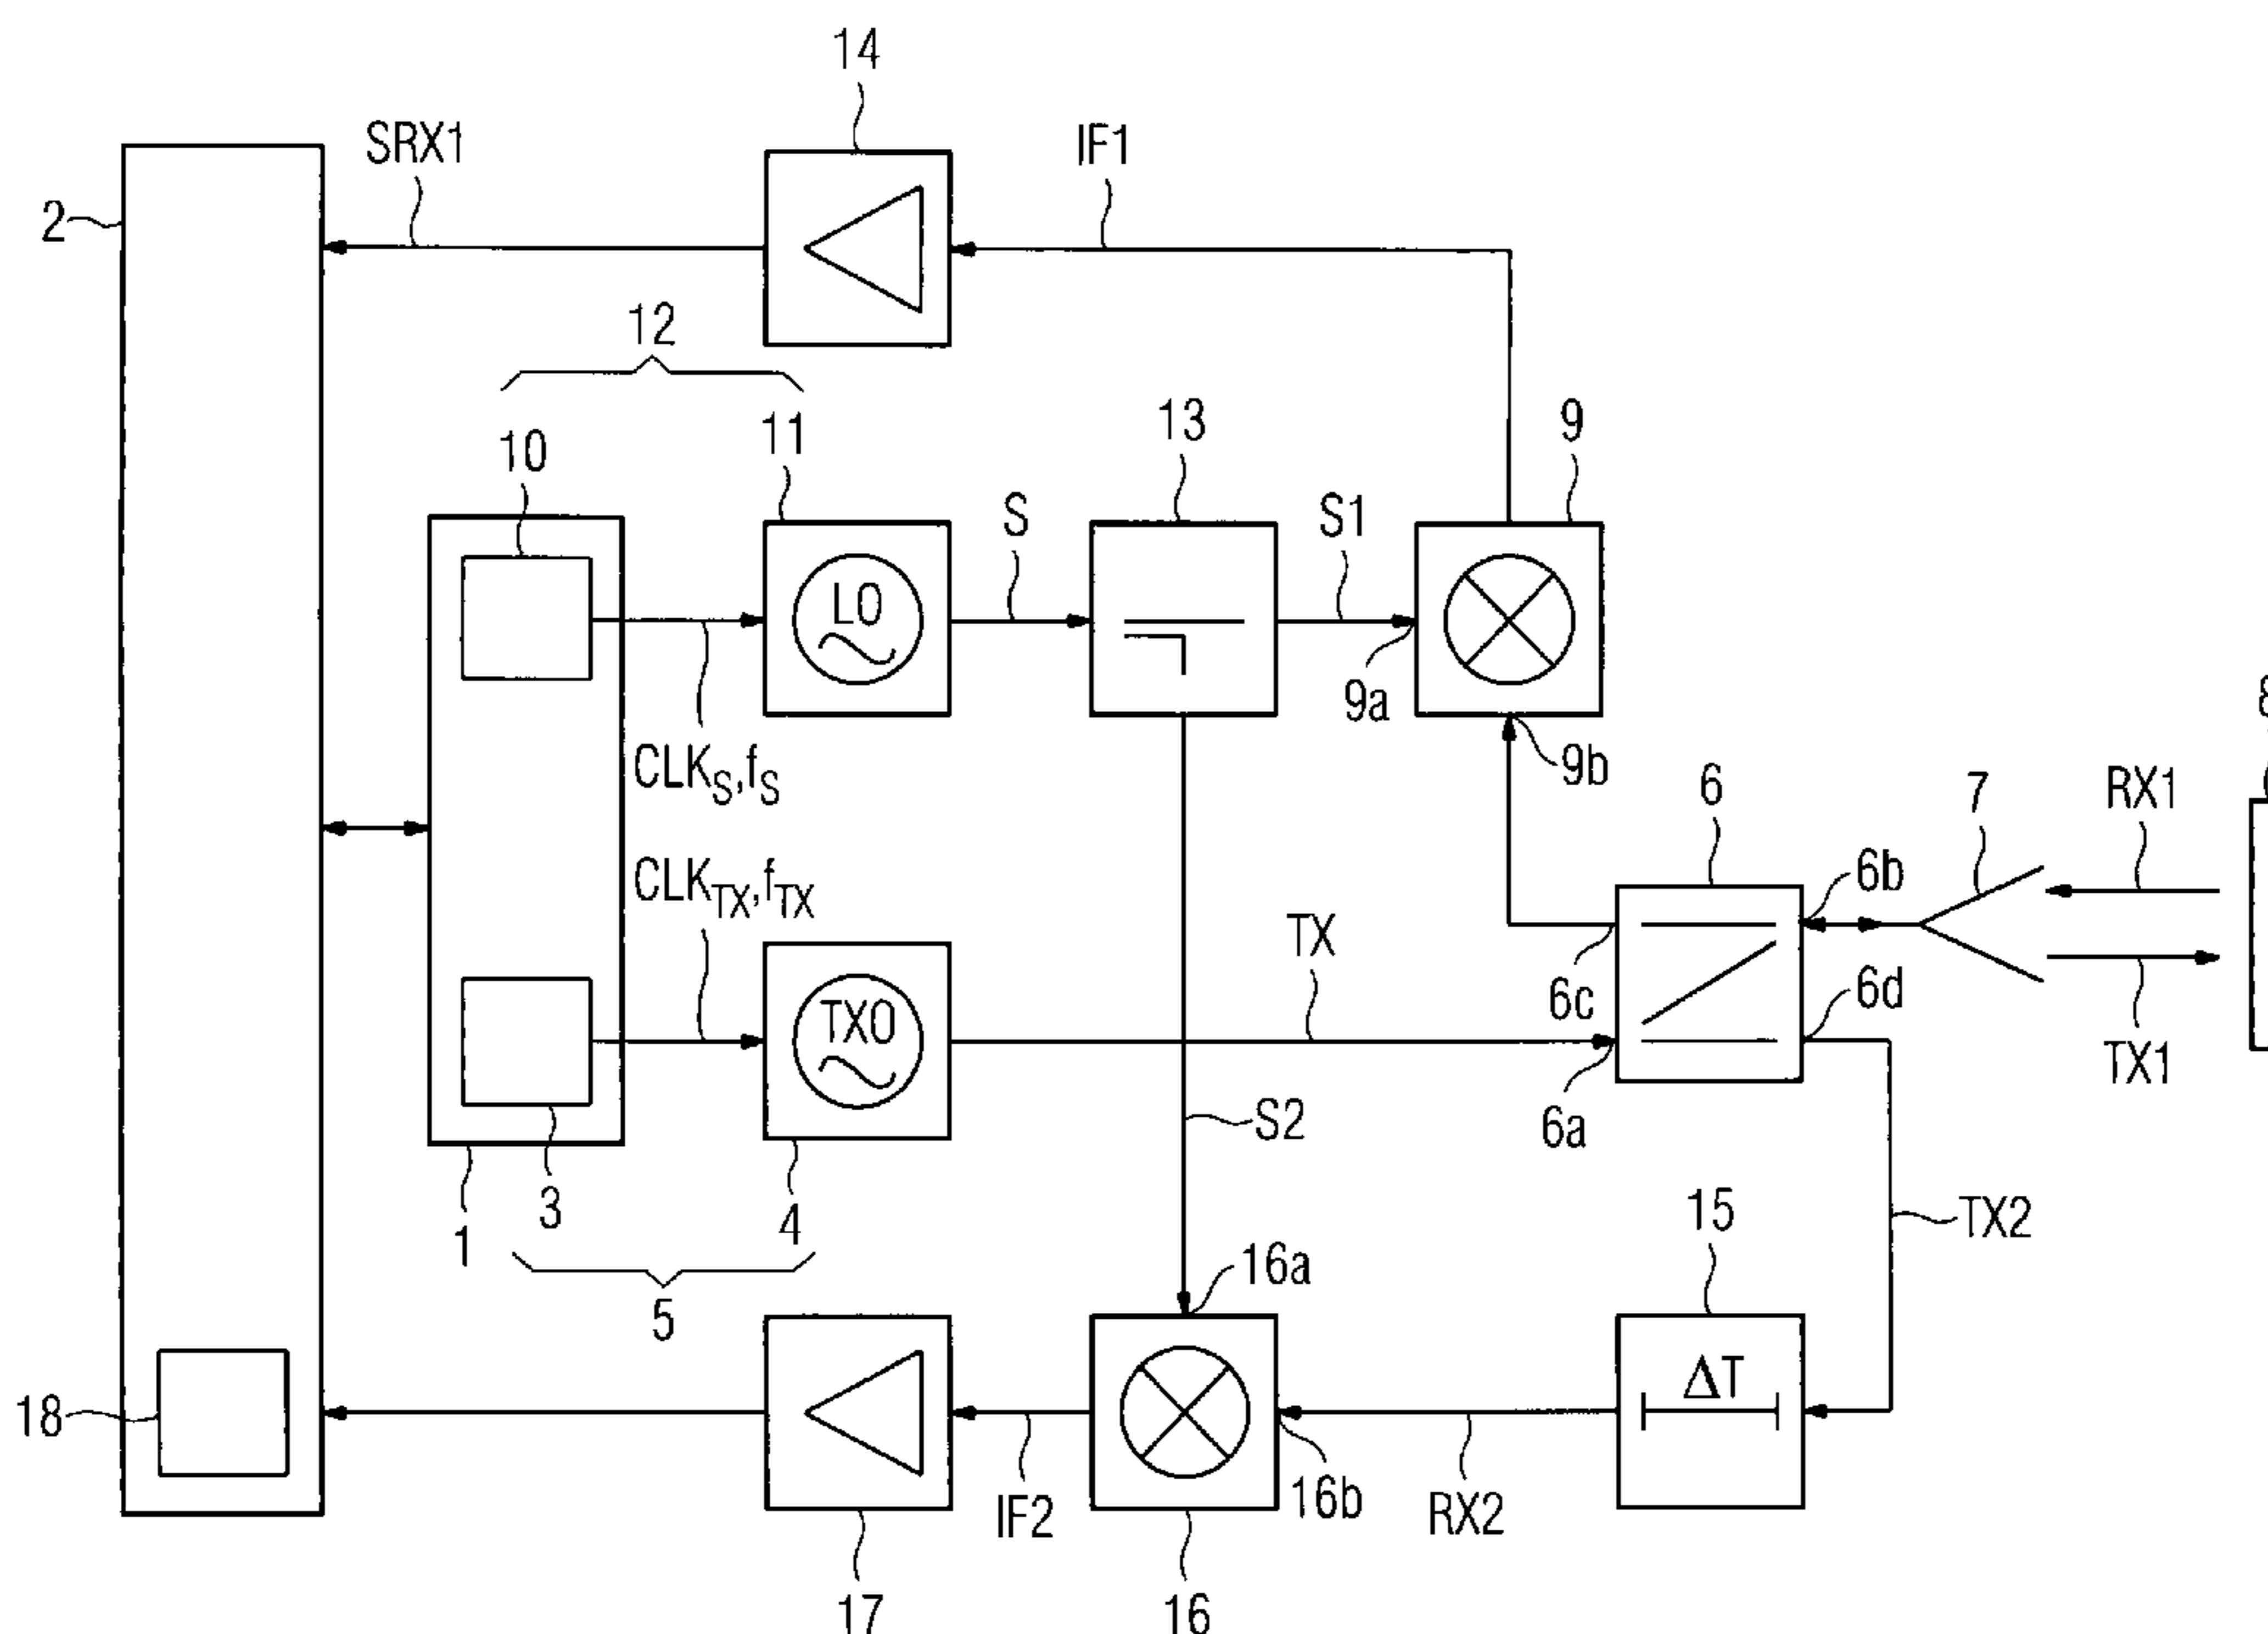 14
SRX1
IF1
2
12
11
13
9
10
S
S1
LO
9a
8
CLKS,fS
9b
6
7
RX1
CLKTX,fTX
6b
TX
6c
6d
TXO
TX1
6a
S2
3
4
1
15
TX2
5
16a
ΔT
18
IF2
16b
RX2
17
16